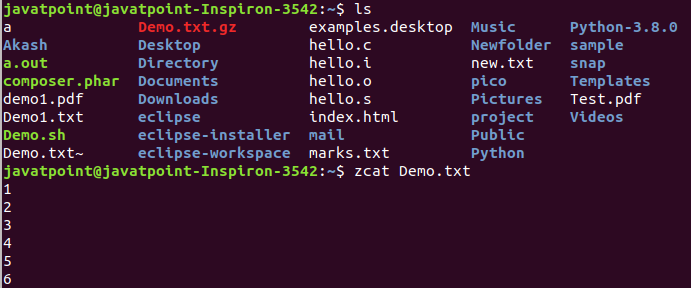 javatpoint@javatpoint-Inspiron-3542:~$ ls
a Demo.txt.gz examples.desktop Music Python-3.8.0
Akash Desktop hello.c Newfolder sample
a.out Directory hello.i new.txt snap
composer.phar Documents hello.o pico Templates
demo1.pdf Downloads hello.s Pictures Test.pdf
Demo1.txt eclipse index.html project Videos
Demo.sh eclipse-installer mail Public
Demo.txt~ eclipse-workspace marks.txt Python
javatpoint@javatpoint-Inspiron-3542:~$ zcat Demo.txt
1
2
3
4
5
6